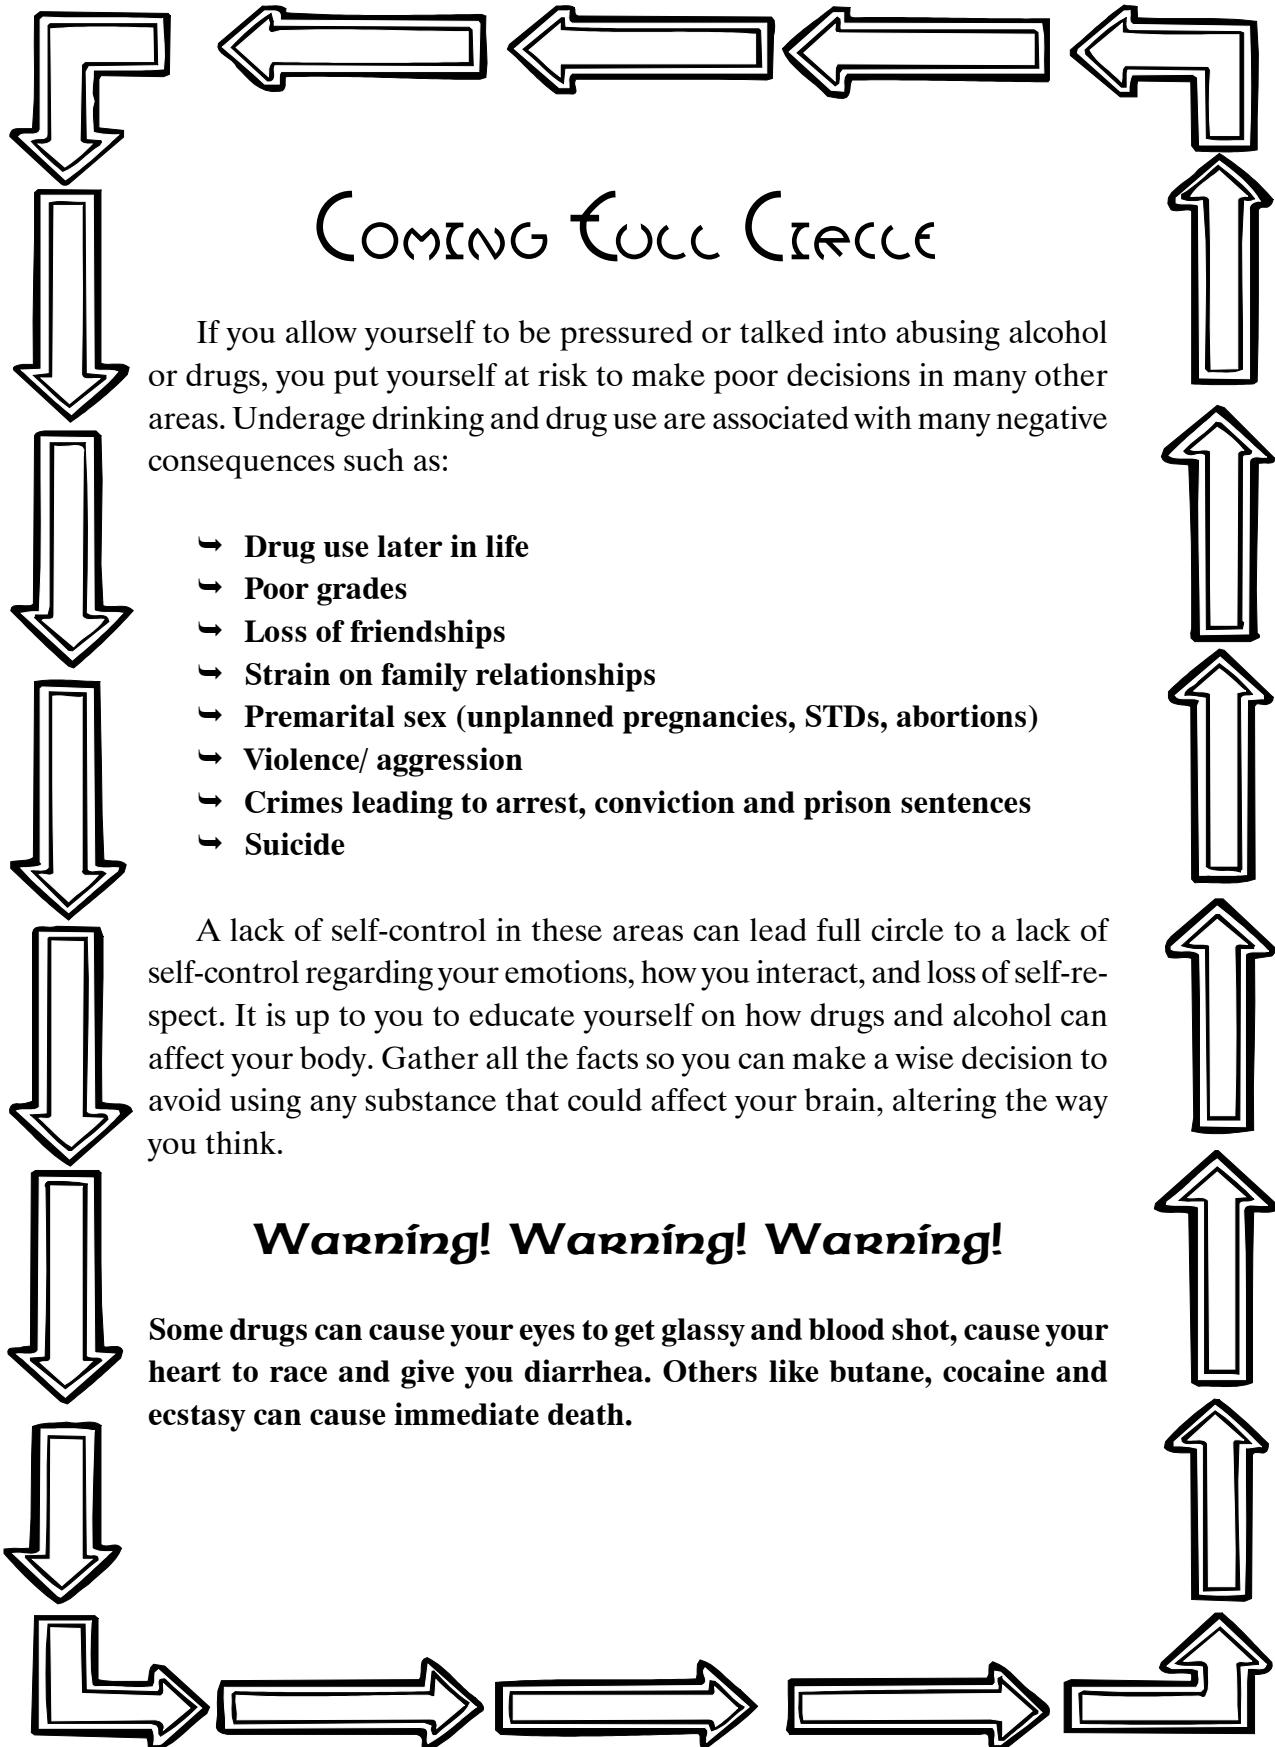 Coming Full Circle
If you allow yourself to be pressured or talked into abusing alcohol
or drugs, you put yourself at risk to make poor decisions in many other
areas. Underage drinking and drug use are associated with many negative
consequences such as:
➥ Drug use later in life
➥ Poor grades
➥ Loss of friendships
➥ Strain on family relationships
➥ Premarital sex (unplanned pregnancies, STDs, abortions)
➥ Violence/ aggression
➥ Crimes leading to arrest, conviction and prison sentences
➥ Suicide
A lack of self-control in these areas can lead full circle to a lack of
self-control regarding your emotions, how you interact, and loss of self-re-
spect. It is up to you to educate yourself on how drugs and alcohol can
affect your body. Gather all the facts so you can make a wise decision to
avoid using any substance that could affect your brain, altering the way
you think.
Warning! Warning! Warning!
Some drugs can cause your eyes to get glassy and blood shot, cause your
heart to race and give you diarrhea. Others like butane, cocaine and
ecstasy can cause immediate death.